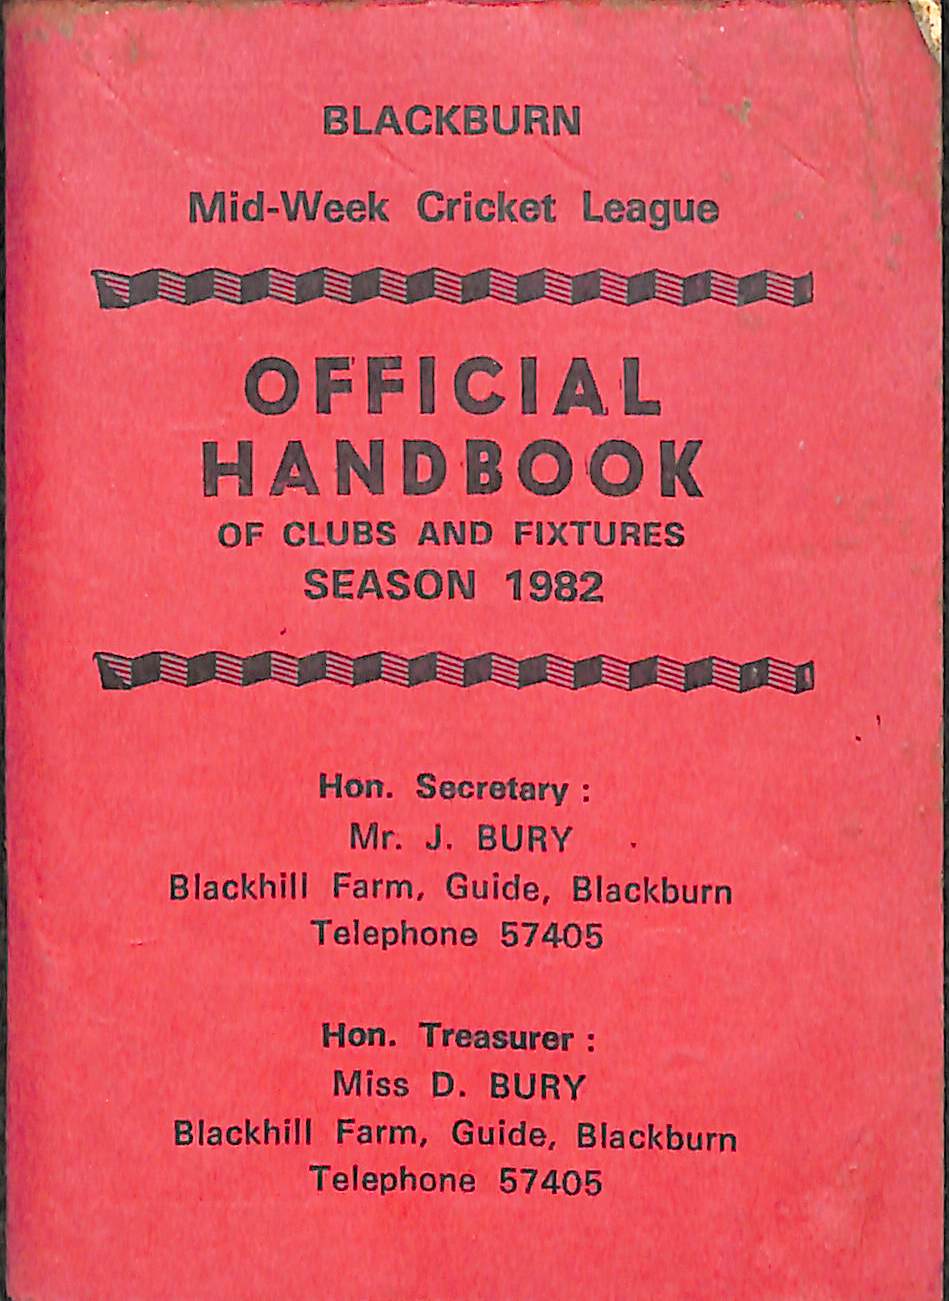 BLACKBURN
Mid-Week Cricket League
OFFICIAL
HANDBOOK
OF CLUBS AND FIXTURES
SEASON 1982
Hon. Secretary :
Mr. J. BURY
Blackhill Farm, Guide, Blackburn
Telephone 57405
Hon. Treasurer :
Miss D. BURY
Blackhill Farm, Guide, Blackburn
Telephone 57405